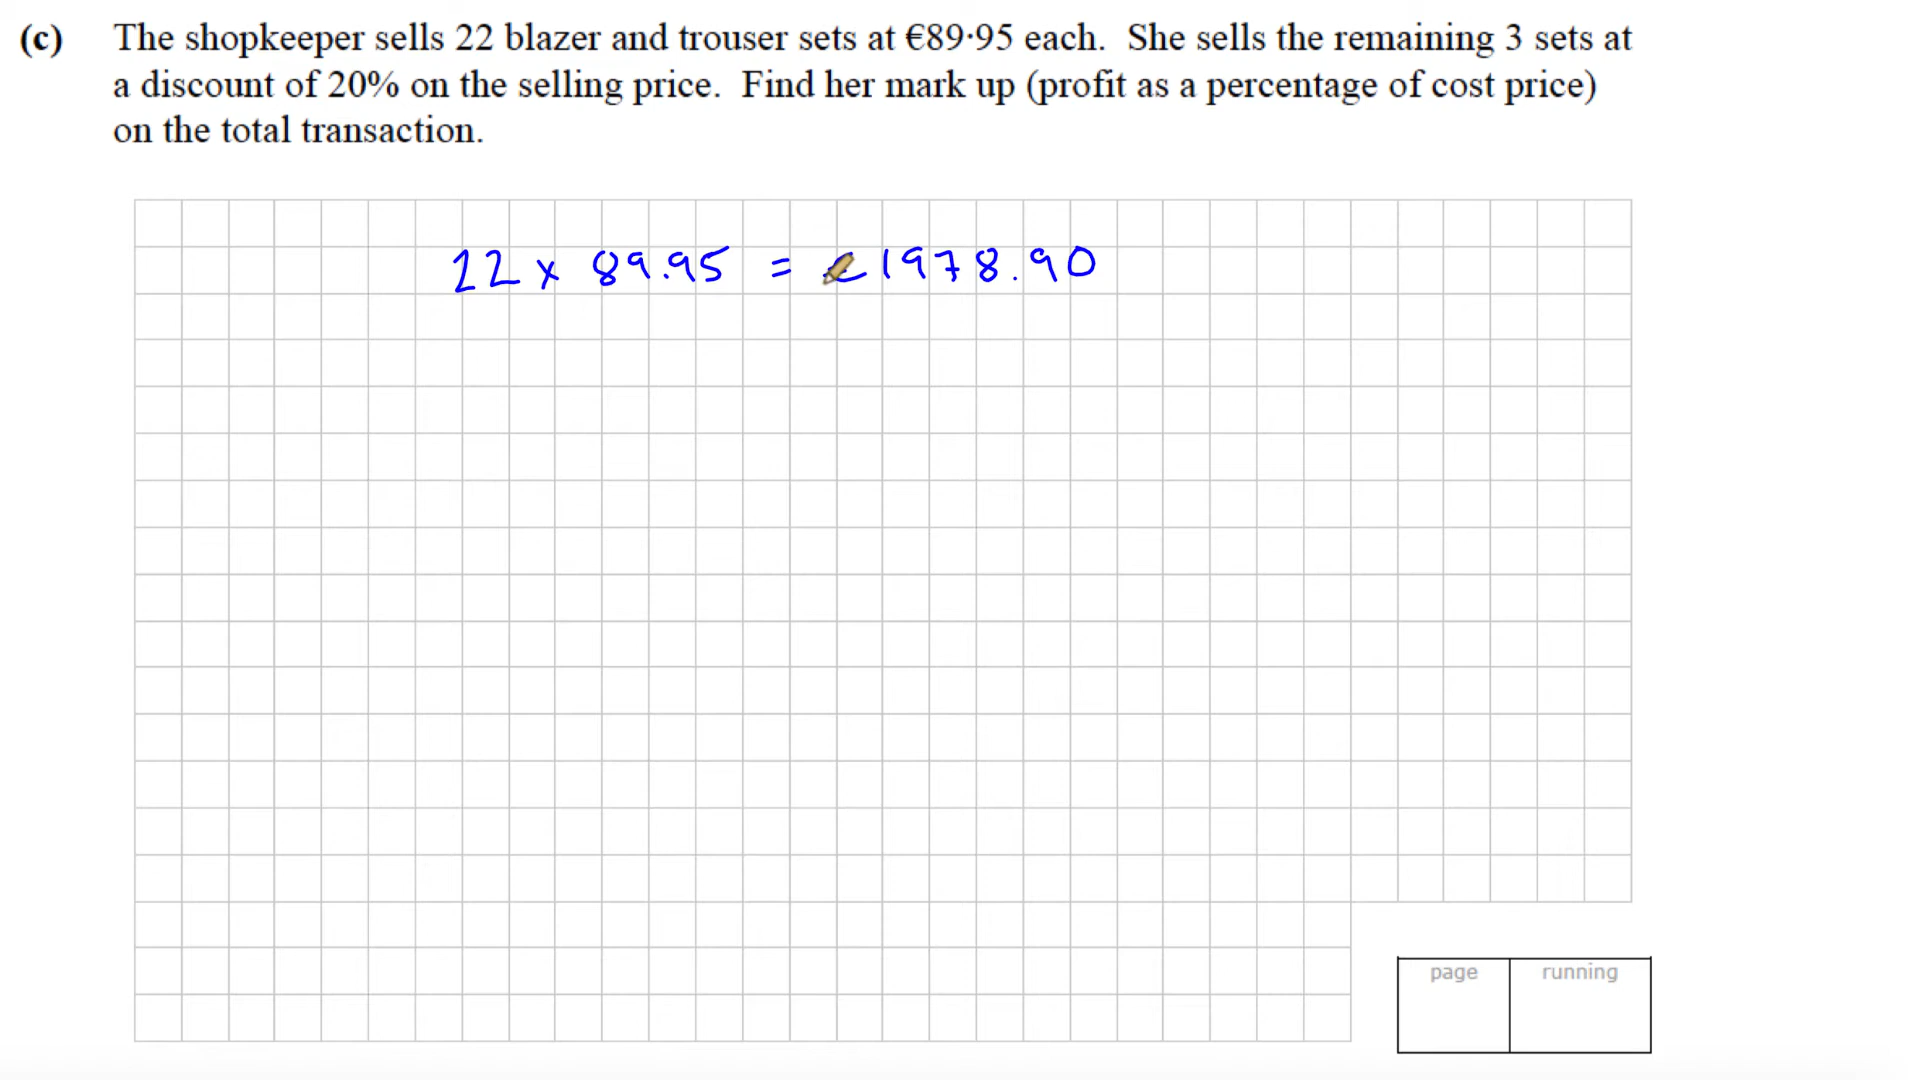 (c) The shopkeeper sells 22 blazer and trouser sets at €89·95 each. She sells the remaining 3 sets at
a discount of 20% on the selling price. Find her mark up (profit as a percentage of cost price)
on the total transaction.
22 x 89.95 = €1978.90
page running